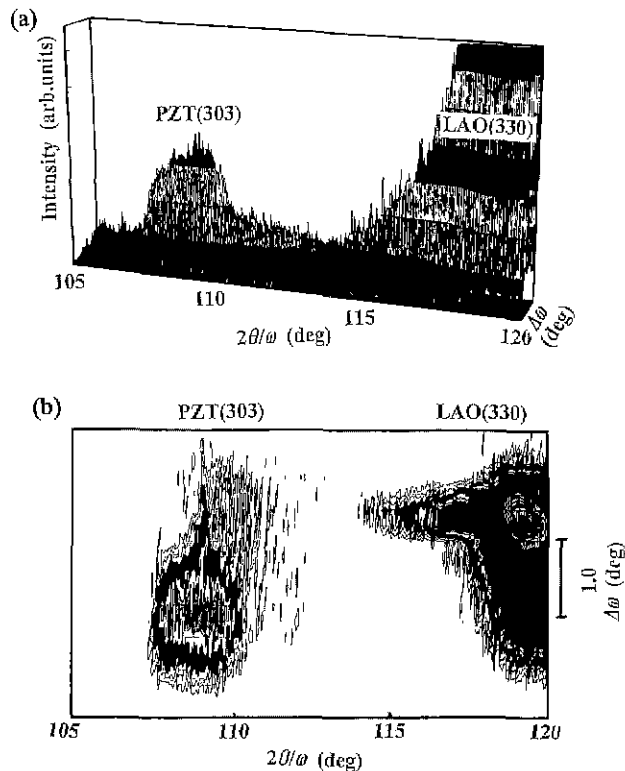 (a)
Intensity (arb.units)
PZT(303)
LAO(330)
105
110
115
120
2θ/ω (deg)
Δω
(deg)
(b)
PZT(303)
LAO(330)
1.0
Δω (deg)
105
110
115
120
2θ/ω (deg)